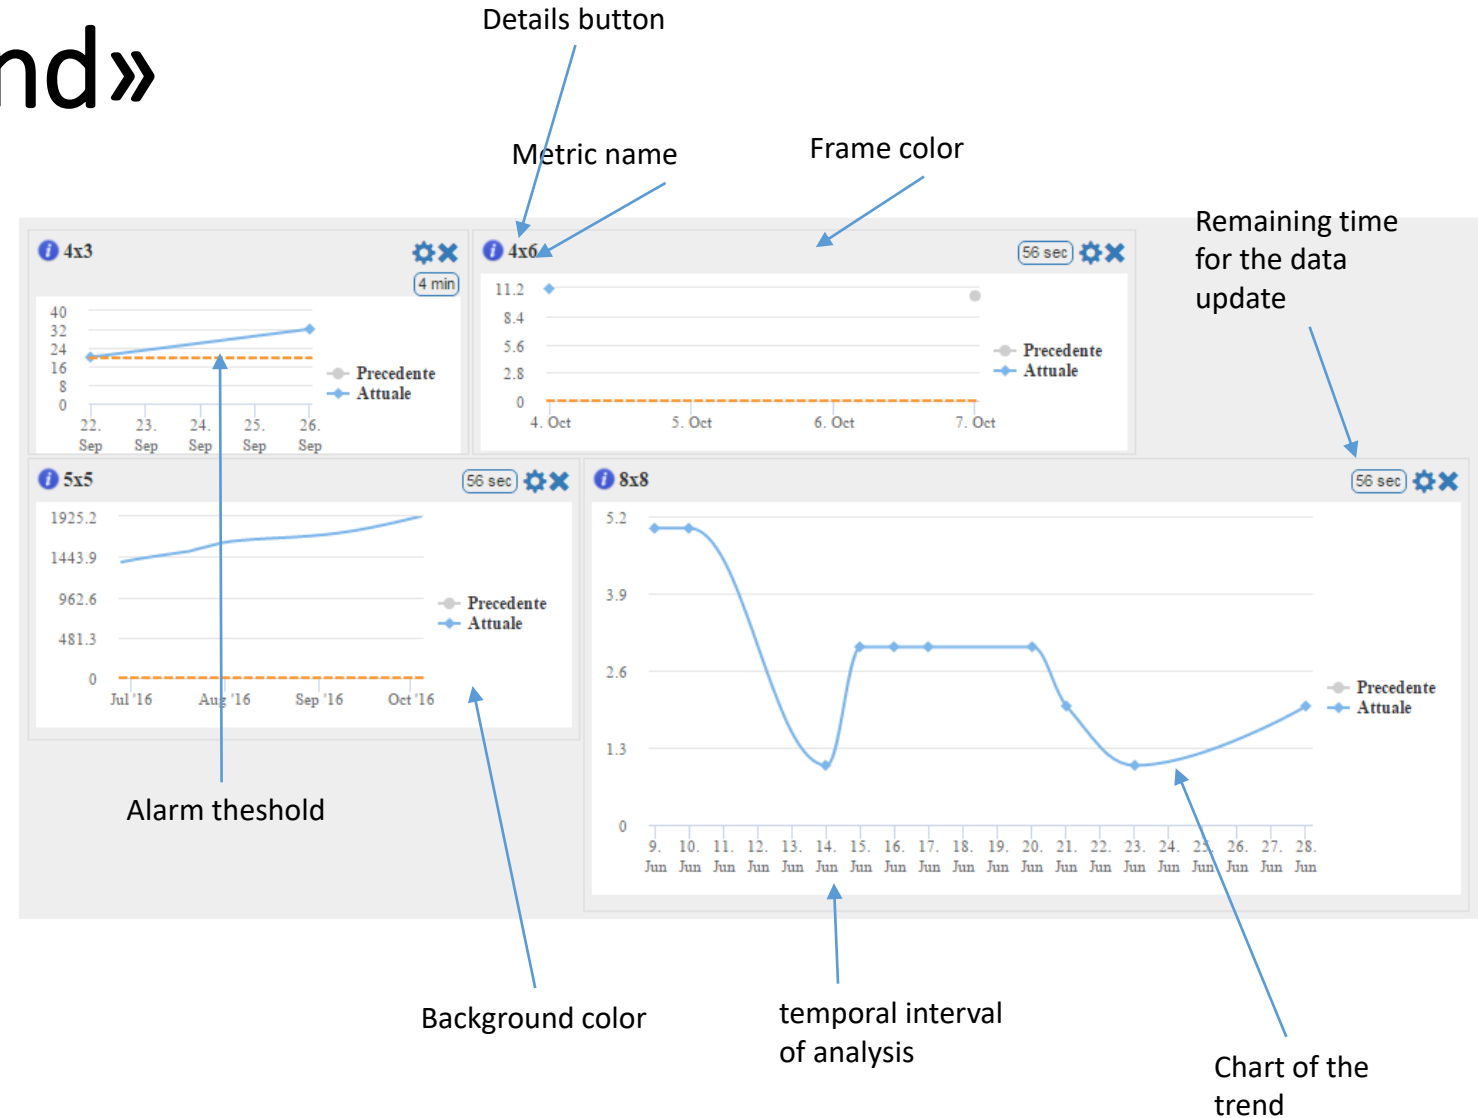 Details button
nd»
Metric name
Frame color
Remaining time
for the data
update
4x3
4 min
40
32
24
16
8
0
22. Sep
23. Sep
24. Sep
25. Sep
26. Sep
Precedente
Attuale
4x6
56 sec
11.2
8.4
5.6
2.8
0
4. Oct
5. Oct
6. Oct
7. Oct
Precedente
Attuale
5x5
56 sec
1925.2
1443.9
962.6
481.3
0
Jul '16
Aug '16
Sep '16
Oct '16
Precedente
Attuale
8x8
56 sec
5.2
3.9
2.6
1.3
0
9. Jun
10. Jun
11. Jun
12. Jun
13. Jun
14. Jun
15. Jun
16. Jun
17. Jun
18. Jun
19. Jun
20. Jun
21. Jun
22. Jun
23. Jun
24. Jun
25. Jun
26. Jun
27. Jun
28. Jun
Precedente
Attuale
Alarm theshold
Background color
temporal interval
of analysis
Chart of the
trend